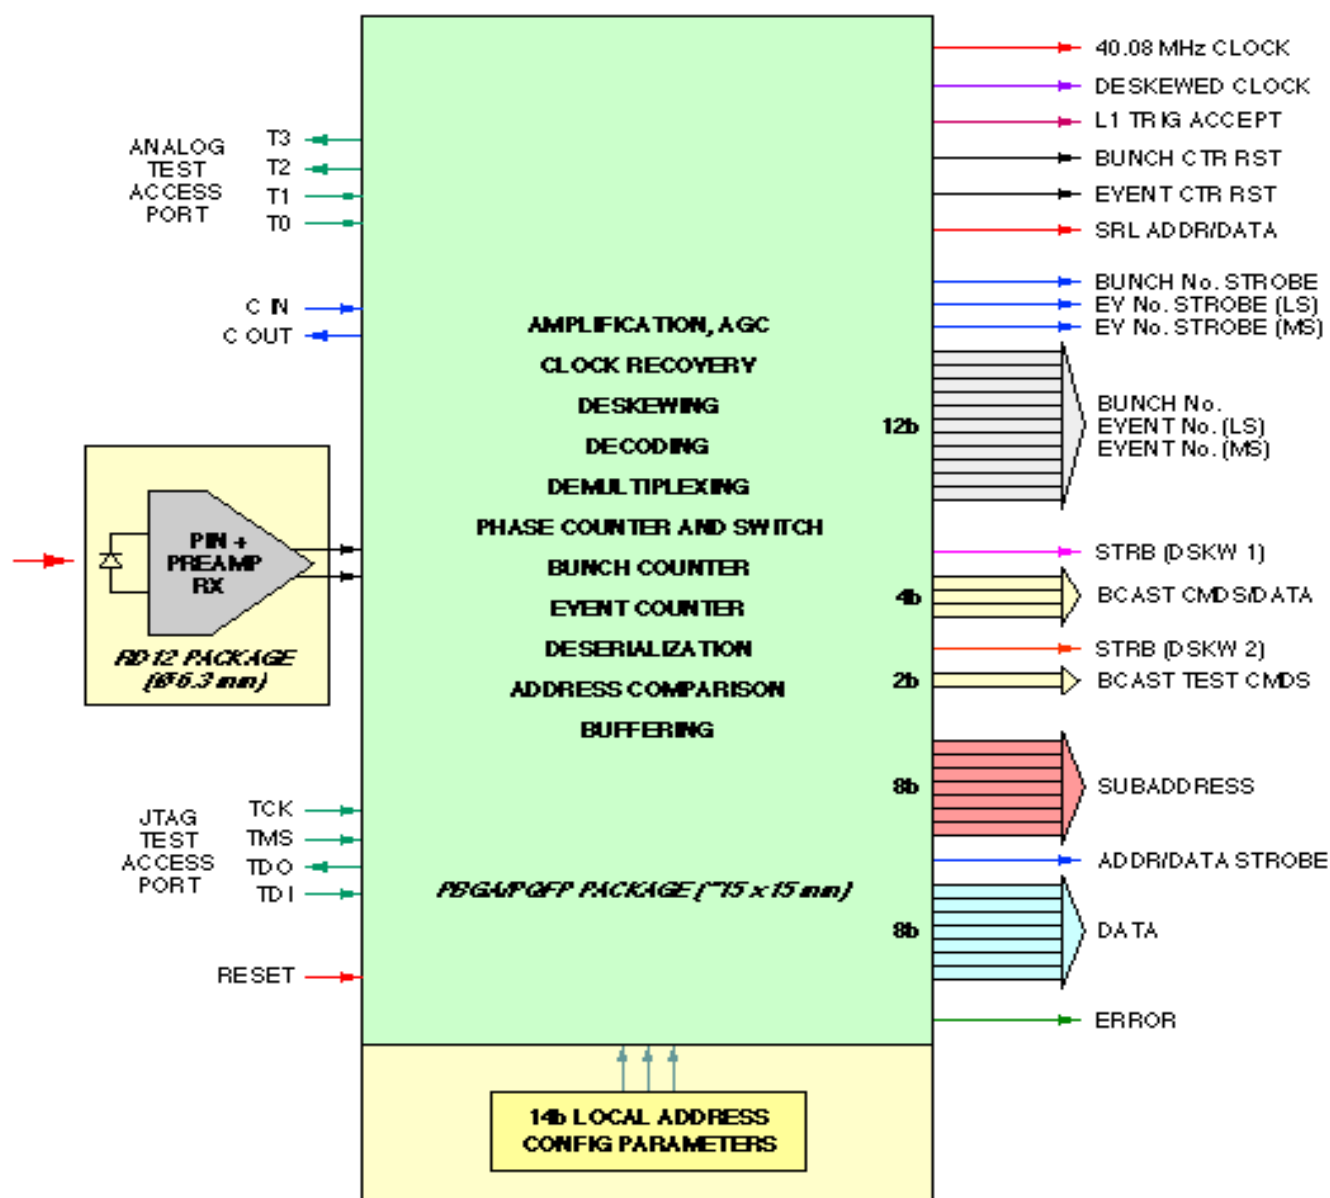 40.08 MHz CLOCK
DESKEWED CLOCK
L1 TRIG ACCEPT
BUNCH CTR RST
EVENT CTR RST
SRL ADDR/DATA
BUNCH No. STROBE
EV No. STROBE (LS)
EV No. STROBE (MS)
ANALOG
TEST
ACCESS
PORT
T3
T2
T1
T0
C IN
C OUT
AMPLIFICATION, AGC
CLOCK RECOVERY
DESKEWING
DECODING
DEMULTIPLEXING
PHASE COUNTER AND SWITCH
BUNCH COUNTER
EVENT COUNTER
DESERIALIZATION
ADDRESS COMPARISON
BUFFERING
12b
BUNCH No.
EVENT No. (LS)
EVENT No. (MS)
PIN +
PREAMP
RX
RD12 PACKAGE
(Ø 6.3 mm)
STRB (DSKW 1)
4b
BCAST CMDS/DATA
STRB (DSKW 2)
2b
BCAST TEST CMDS
8b
SUBADDRESS
ADDR/DATA STROBE
8b
DATA
ERROR
JTAG
TEST
ACCESS
PORT
TCK
TMS
TDO
TDI
RESET
PBGA/PQFP PACKAGE (~15 x 15 mm)
14b LOCAL ADDRESS
CONFIG PARAMETERS